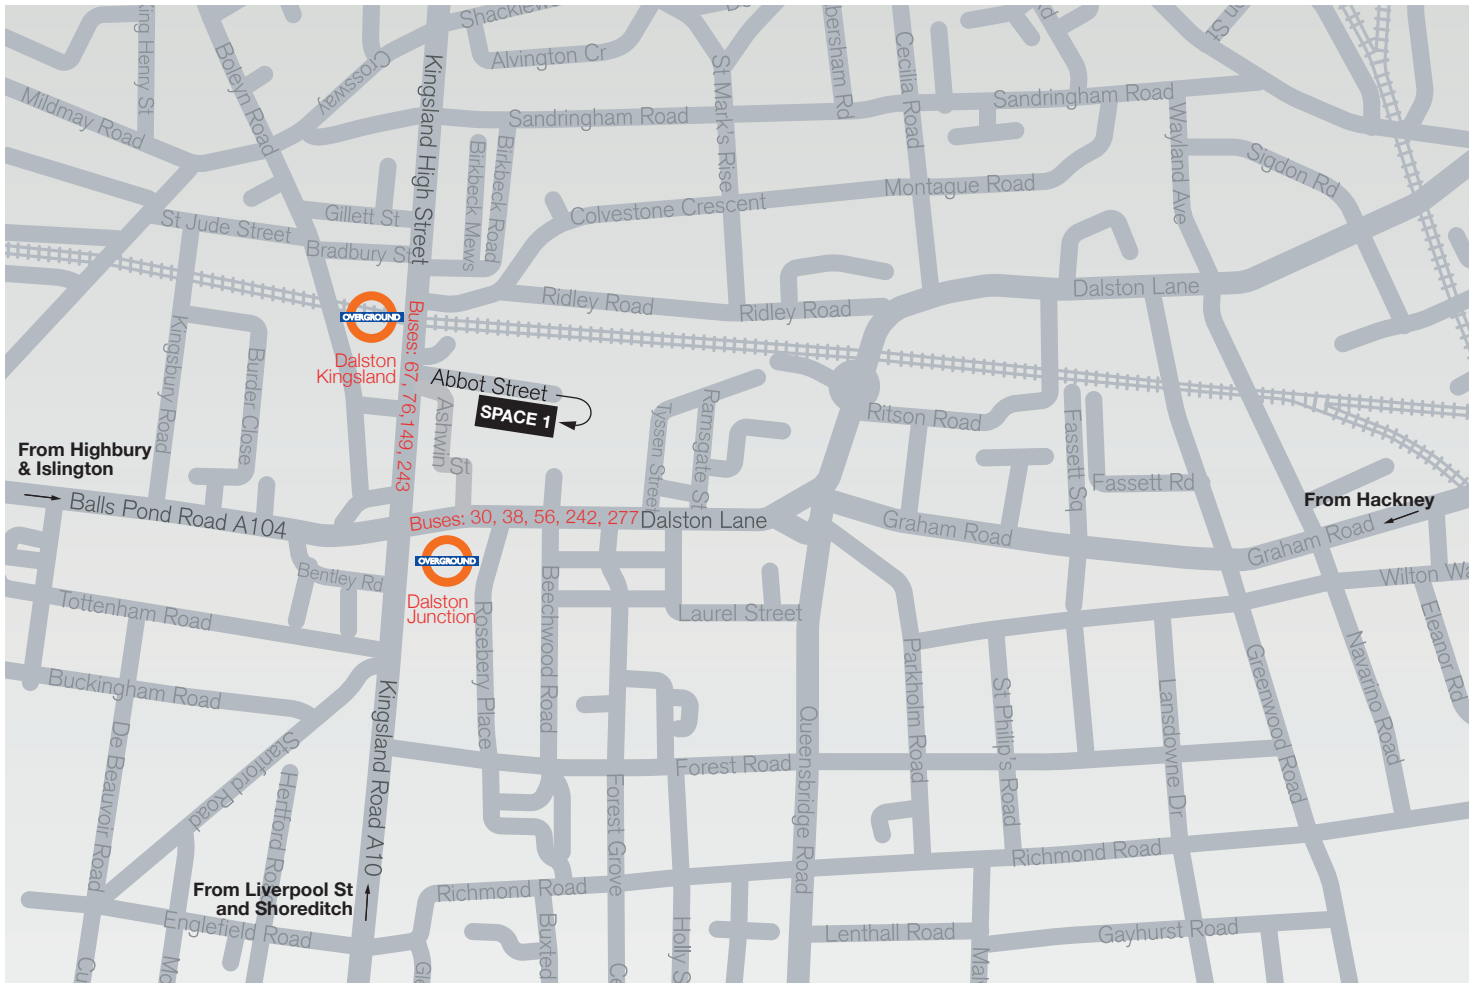 Alvington Cr
Crossway
Boleyn Road
Mildmay Road
Kingsland High Street
St Mark's Rise
Cecilia Road
Sandringham Road
Sandringham Road
Wayland Ave
Sigdon Rd
Birkbeck Mews
Birkbeck Road
Montague Road
Colvestone Crescent
Gillett St
St Jude Street
Bradbury St
Dalston Lane
Ridley Road
Ridley Road
OVERGROUND
Dalston
Kingsland
Buses: 67, 76, 149, 243
Kingsbury Road
Burder Close
Abbot Street
SPACE 1
Ashwin St
Tyssen Street
Ramsgate St
Ritson Road
Fassett Sq
Fassett Rd
From Highbury
& Islington
Balls Pond Road A104
Buses: 30, 38, 56, 242, 277
Dalston Lane
From Hackney
Graham Road
Graham Road
OVERGROUND
Dalston
Junction
Bentley Rd
Tottenham Road
Buckingham Road
De Beauvoir Road
Stamford Road
Hertford Road
Kingsland Road A10
Rosebery Place
Beechwood Road
Laurel Street
Forest Road
Forest Grove
Queensbridge Road
Parkholm Road
St Philip's Road
Lansdowne Dr
Greenwood Road
Navarino Road
Eleanor Rd
Wilton Wa
From Liverpool St
and Shoreditch
Englefield Road
Richmond Road
Richmond Road
Lenthall Road
Gayhurst Road
Buxted
Holly S